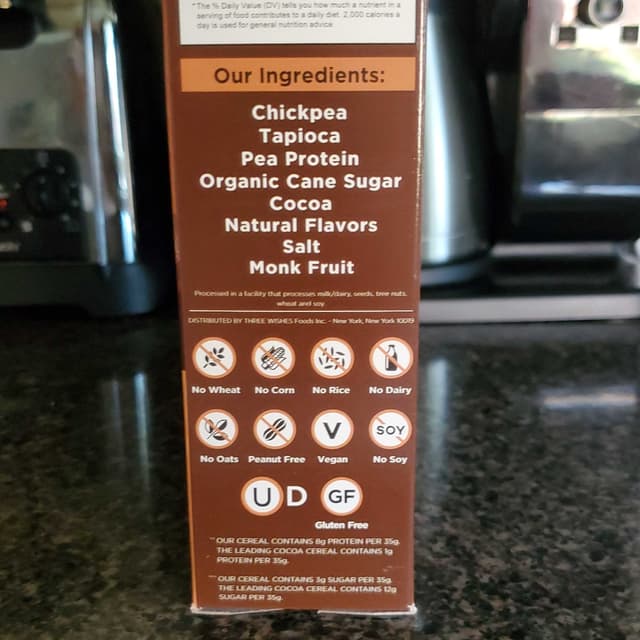 *The % Daily Value (DV) tells you how much a nutrient in a
serving of food contributes to a daily diet. 2,000 calories a
day is used for general nutrition advice
Our Ingredients:
Chickpea
Tapioca
Pea Protein
Organic Cane Sugar
Cocoa
Natural Flavors
Salt
Monk Fruit
Processed in a facility that processes milk/dairy, seeds, tree nuts,
wheat and soy
DISTRIBUTED BY THREE WISHES Foods Inc. - New York, New York 10019
No Wheat No Corn No Rice No Dairy
V SOY
No Oats Peanut Free Vegan No Soy
U D GF
Gluten Free
**OUR CEREAL CONTAINS 8g PROTEIN PER 35g.
THE LEADING COCOA CEREAL CONTAINS 1g
PROTEIN PER 35g.
***OUR CEREAL CONTAINS 3g SUGAR PER 35g.
THE LEADING COCOA CEREAL CONTAINS 12g
SUGAR PER 35g.